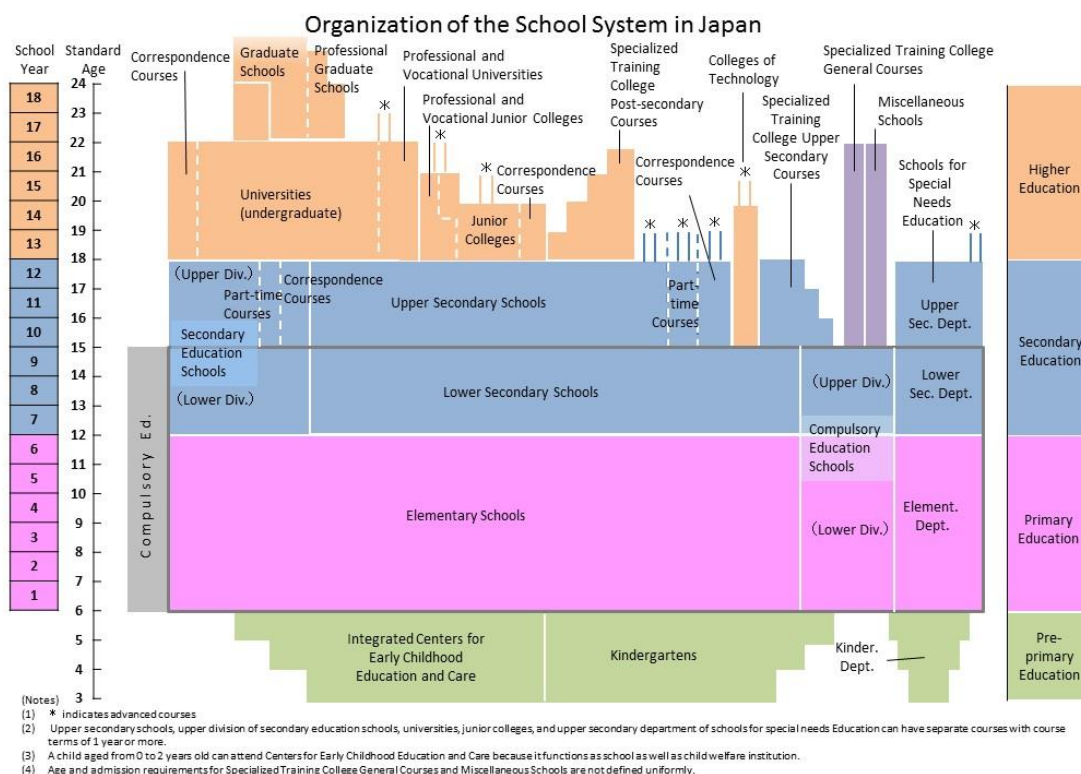 Organization of the School System in Japan
School
Year
Standard
Age
18
17
16
15
14
13
12
11
10
9
8
7
6
5
4
3
2
1
24
23
22
21
20
19
18
17
16
15
14
13
12
11
10
9
8
7
6
5
4
3
Compulsory Ed.
Correspondence
Courses
Graduate
Schools
Professional
Graduate
Schools
Professional and
Vocational Universities
Professional and
Vocational Junior Colleges
Specialized
Training
College
Post-secondary
Courses
Colleges of
Technology
Specialized Training College
General Courses
Miscellaneous
Schools
Specialized
Training
College Upper
Secondary
Courses
Schools for
Special
Needs
Education
Correspondence
Courses
Correspondence
Courses
*
*
*
*
*
*
*
*
Universities
(undergraduate)
Junior
Colleges
(Upper Div.)
Part-time
Courses
Correspondence
Courses
Upper Secondary Schools
Part-
time
Courses
Upper
Sec. Dept.
Secondary
Education
Schools
(Lower Div.)
Lower Secondary Schools
(Upper Div.)
Lower
Sec. Dept.
Compulsory
Education
Schools
Elementary Schools
(Lower Div.)
Element.
Dept.
Integrated Centers for
Early Childhood
Education and Care
Kindergartens
Kinder.
Dept.
Higher
Education
Secondary
Education
Primary
Education
Pre-
primary
Education
(Notes)
(1) * indicates advanced courses
(2) Upper secondary schools, upper division of secondary education schools, universities, junior colleges, and upper secondary department of schools for special needs Education can have separate courses with course
terms of 1 year or more.
(3) A child aged from 0 to 2 years old can attend Centers for Early Childhood Education and Care because it functions as school as well as child welfare institution.
(4) Age and admission requirements for Specialized Training College General Courses and Miscellaneous Schools are not defined uniformly.